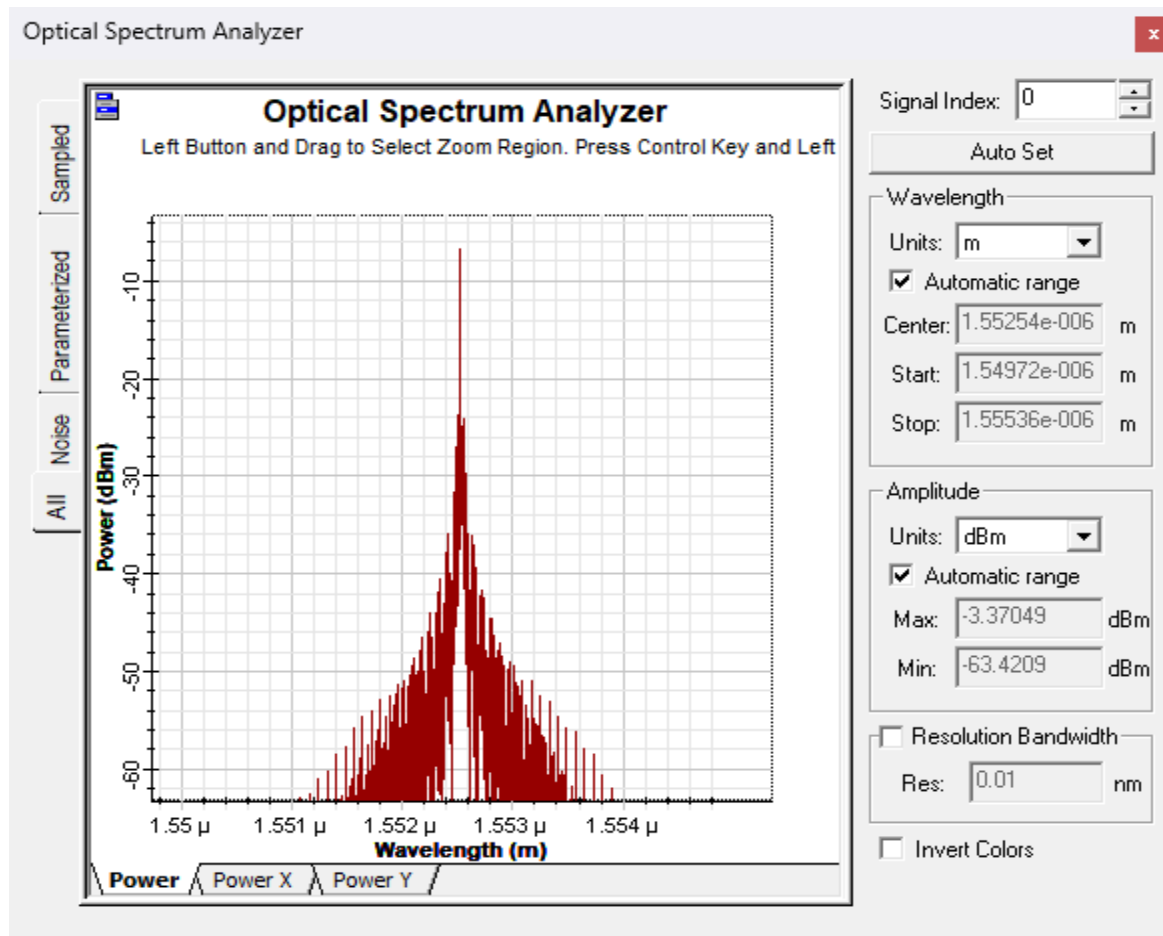 Optical Spectrum Analyzer
x
Sampled
Parameterized
Noise
All
Optical Spectrum Analyzer
Left Button and Drag to Select Zoom Region. Press Control Key and Left
Power (dBm)
-10
-20
-30
-40
-50
-60
1.55 µ 1.551 µ 1.552 µ 1.553 µ 1.554 µ
Wavelength (m)
Power Power X Power Y
Signal Index: 0
Auto Set
Wavelength
Units: m
Automatic range
Center: 1.55254e-006 m
Start: 1.54972e-006 m
Stop: 1.55536e-006 m
Amplitude
Units: dBm
Automatic range
Max: -3.37049 dBm
Min: -63.4209 dBm
Resolution Bandwidth
Res: 0.01 nm
Invert Colors